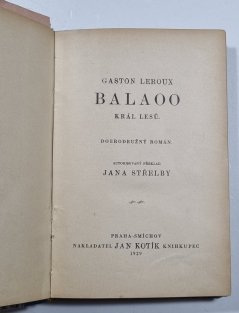 GASTON LEROUX
BALAOO
KRÁL LESŮ.
DOBRODRUŽNÝ ROMÁN.
AUTORISOVANÝ PŘEKLAD
JANA STŘELBY
PRAHA-SMÍCHOV
NAKLADATEL JAN KOTÍK KNIHKUPEC
1929